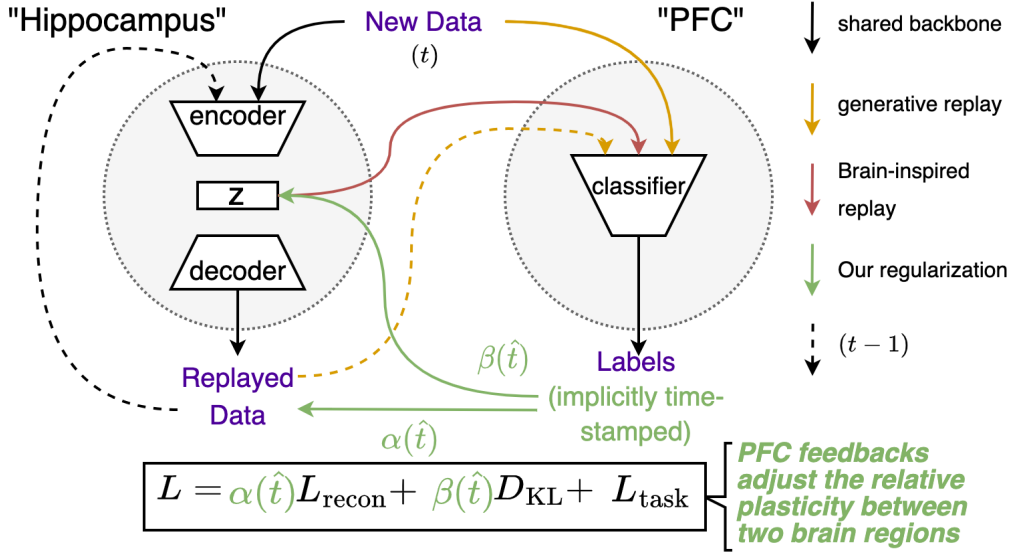 "Hippocampus"
New Data
(t)
"PFC"
shared backbone
generative replay
Brain-inspired
replay
Our regularization
(t − 1)
encoder
z
decoder
classifier
Replayed
Data
Labels
(implicitly time-
stamped)
β(t̂)
α(t̂)
L = α(t̂)L_recon + β(t̂)D_KL + L_task
PFC feedbacks
adjust the relative
plasticity between
two brain regions